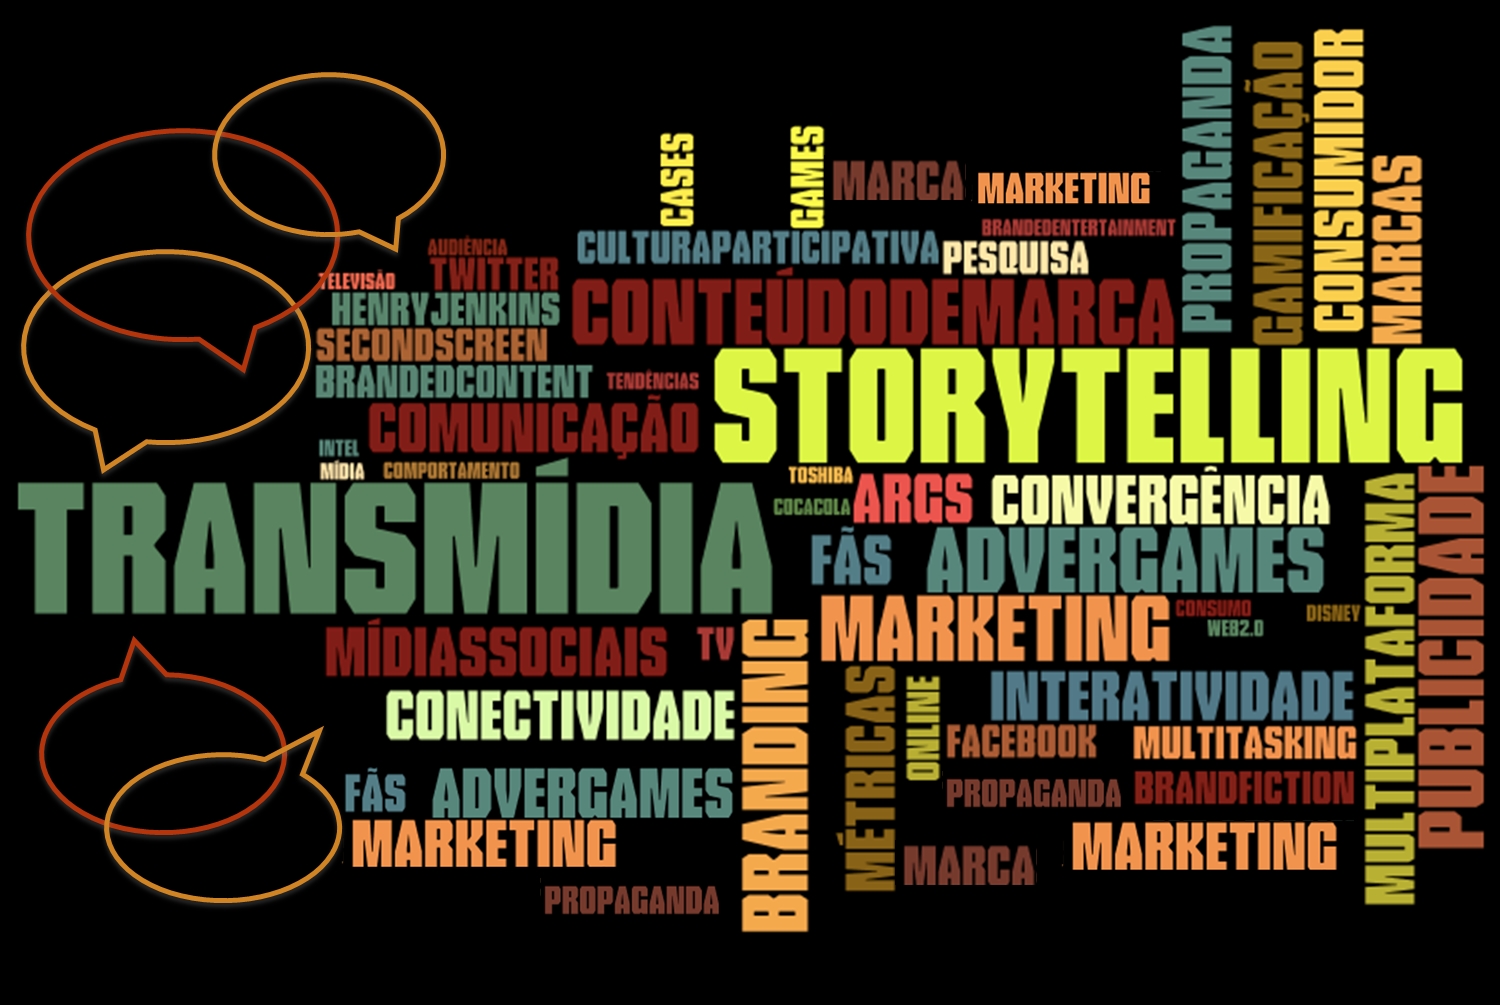 PROPAGANDA
GAMIFICAÇÃO
CONSUMIDOR
MARCAS
CASES
GAMES
MARCA
MARKETING
BRANDEDENTERTAINMENT
AUDIÊNCIA
CULTURAPARTICIPATIVA
PESQUISA
TELEVISÃO
TWITTER
HENRYJENKINS
CONTEÚDODEMARCA
SECONDSCREEN
BRANDEDCONTENT
TENDÊNCIAS
STORYTELLING
COMUNICAÇÃO
INTEL
MÍDIA
COMPORTAMENTO
TOSHIBA
TRANSMÍDIA
COCACOLA
ARGS
CONVERGÊNCIA
MULTIPLATAFORMA
PUBLICIDADE
FÃS
ADVERGAMES
MARKETING
CONSUMO
WEB2.0
DISNEY
MÍDIASSOCIAIS
TV
BRANDING
CONECTIVIDADE
MÉTRICAS
ONLINE
INTERATIVIDADE
FACEBOOK
MULTITASKING
FÃS
ADVERGAMES
PROPAGANDA
BRANDFICTION
MARKETING
MARCA
MARKETING
PROPAGANDA